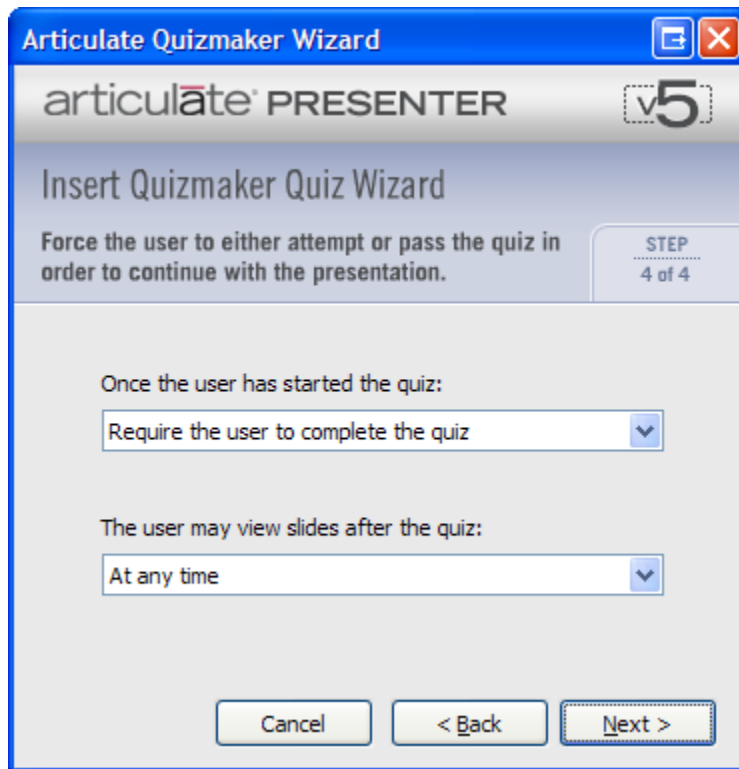 Articulate Quizmaker Wizard
articulāte PRESENTER v5
Insert Quizmaker Quiz Wizard
Force the user to either attempt or pass the quiz in
order to continue with the presentation.
STEP
4 of 4
Once the user has started the quiz:
Require the user to complete the quiz
The user may view slides after the quiz:
At any time
Cancel < Back Next >